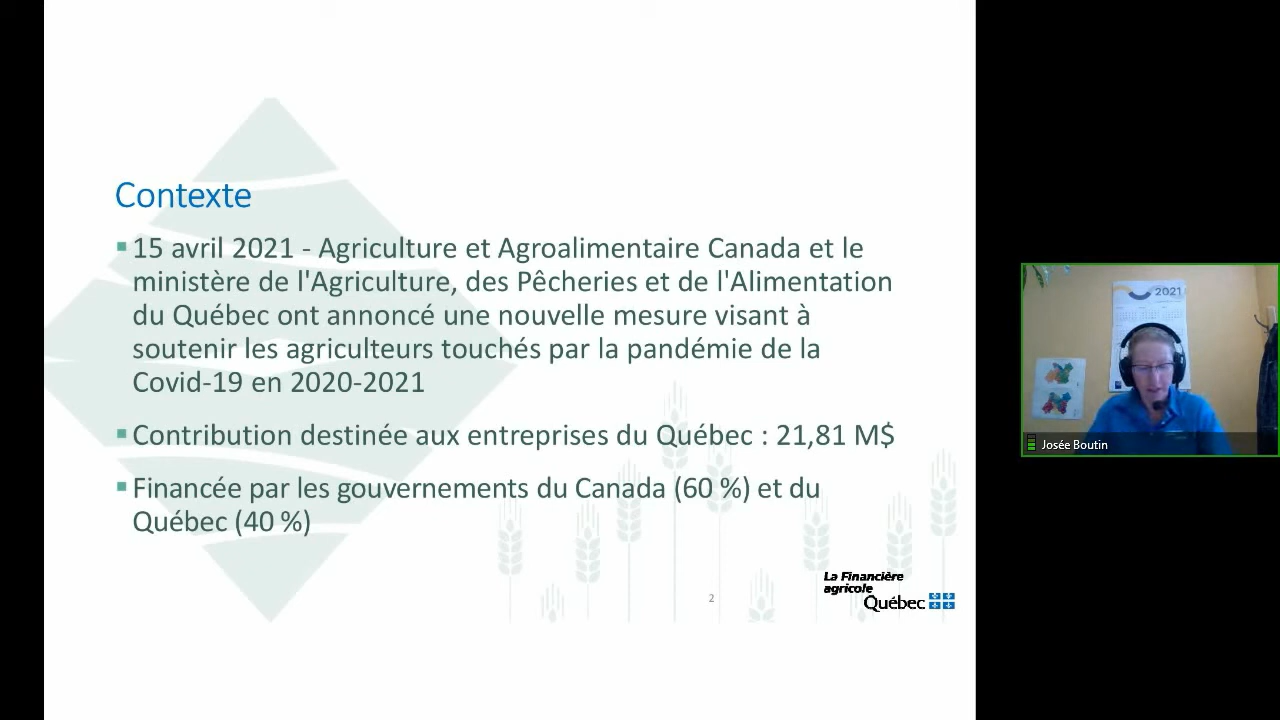 Contexte
15 avril 2021 - Agriculture et Agroalimentaire Canada et le
ministère de l'Agriculture, des Pêcheries et de l'Alimentation
du Québec ont annoncé une nouvelle mesure visant à
soutenir les agriculteurs touchés par la pandémie de la
Covid-19 en 2020-2021
Contribution destinée aux entreprises du Québec : 21,81 M$
Financée par les gouvernements du Canada (60 %) et du
Québec (40 %)
2
La Financière
agricole
Québec
2021
Josée Boutin